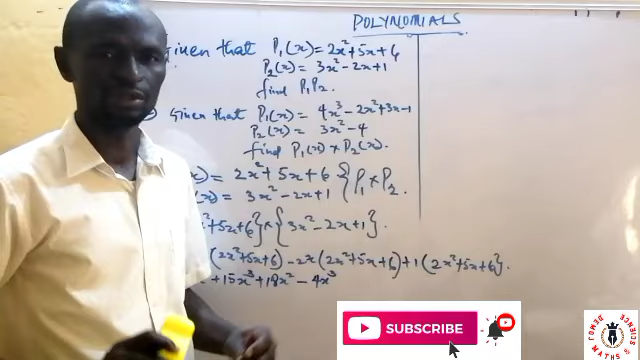 POLYNOMIALS
Given that P₁(x) = 2x² + 5x + 6
P₂(x) = 3x² - 2x + 1
find P₁P₂.
Given that P₁(x) = 4x³ - 2x² + 3x - 1
P₂(x) = 3x² - 4
find P₁(x) × P₂(x).
) = 2x² + 5x + 6 } P₁ × P₂.
(x) = 3x² - 2x + 1
x² + 5x + 6} × {3x² - 2x + 1}.
(2x² + 5x + 6) - 2x (2x² + 5x + 6) + 1 (2x² + 5x + 6}.
+ 15x³ + 18x² - 4x³
SUBSCRIBE